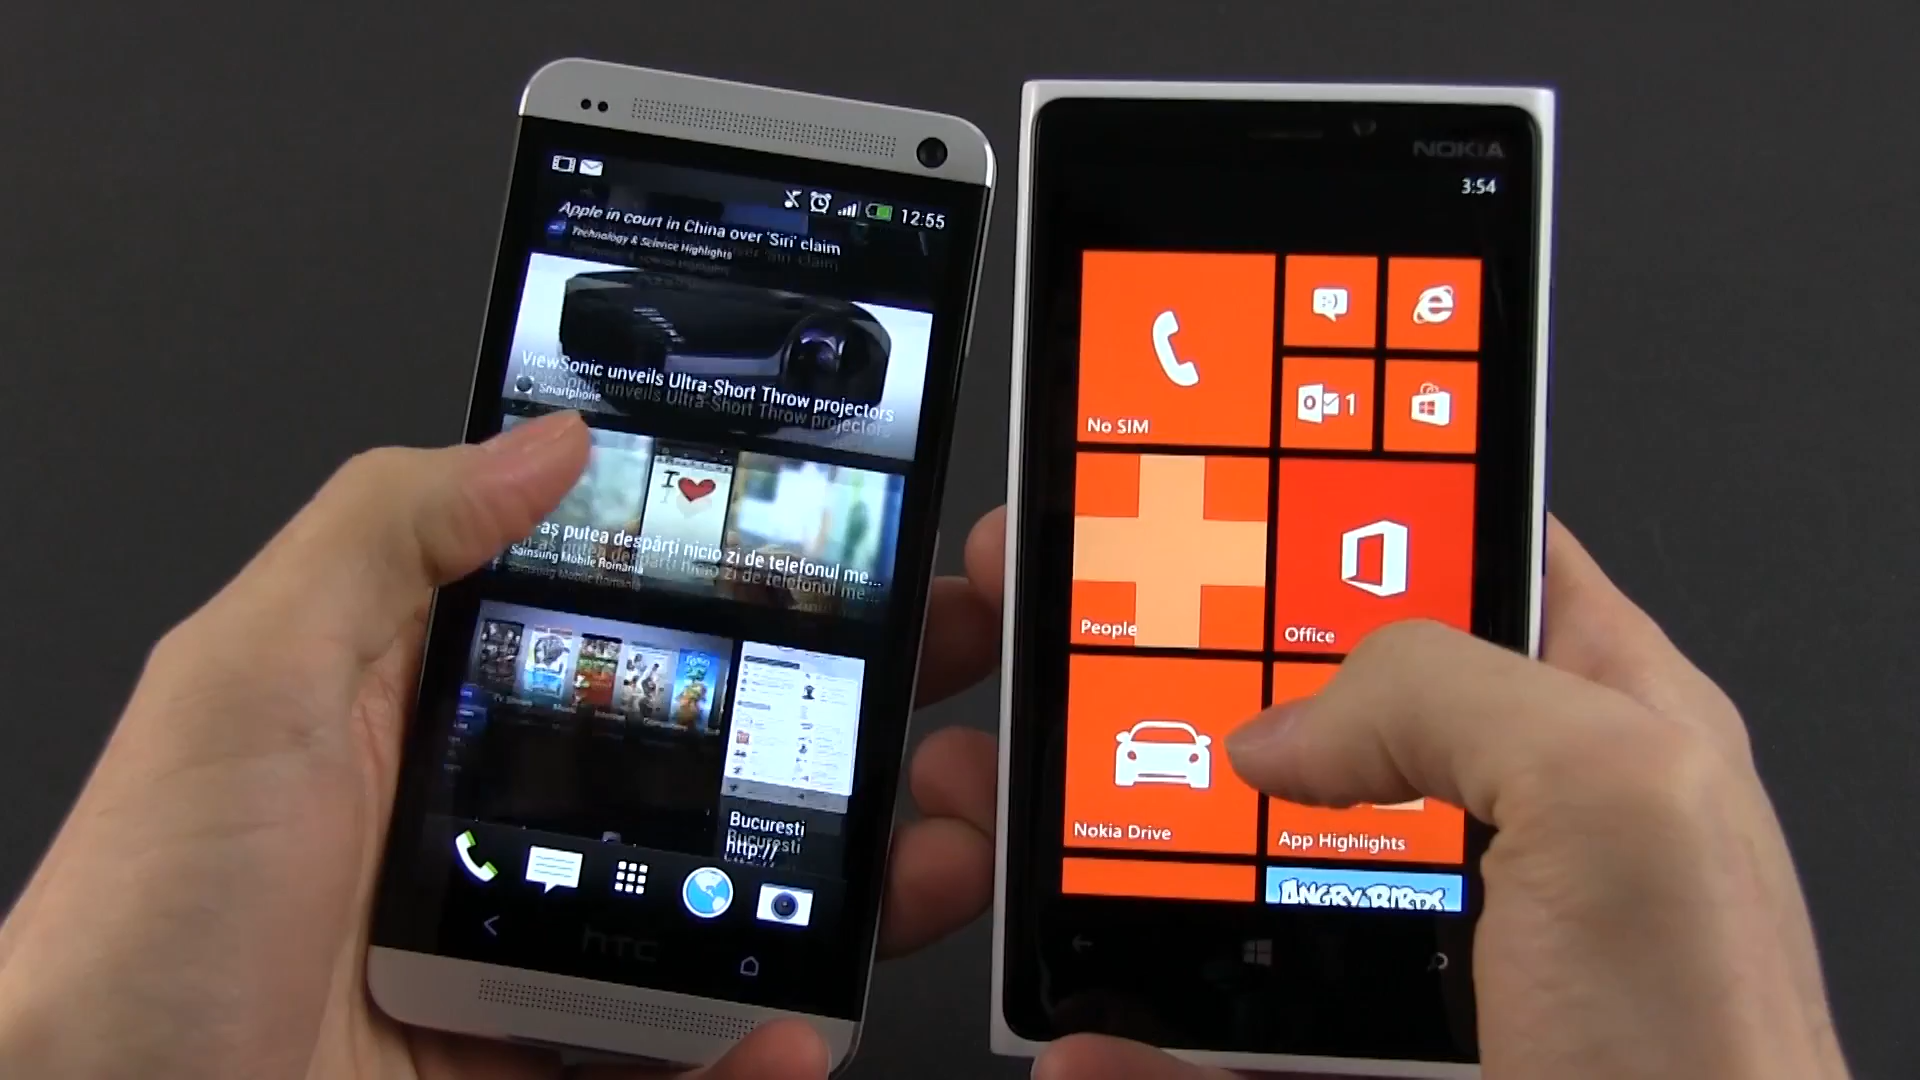 12:55
Apple in court in China over 'Siri' claim
Technology & Science Highlights
ViewSonic unveils Ultra-Short Throw projectors
Smartphone
I
-aș putea despărți nicio zi de telefonul me...
Samsung Mobile Romania
Bucuresti
http://
hTC
NOKIA
3:54
No SIM
1
People
Office
Nokia Drive
App Highlights
ANGRY BIRDS